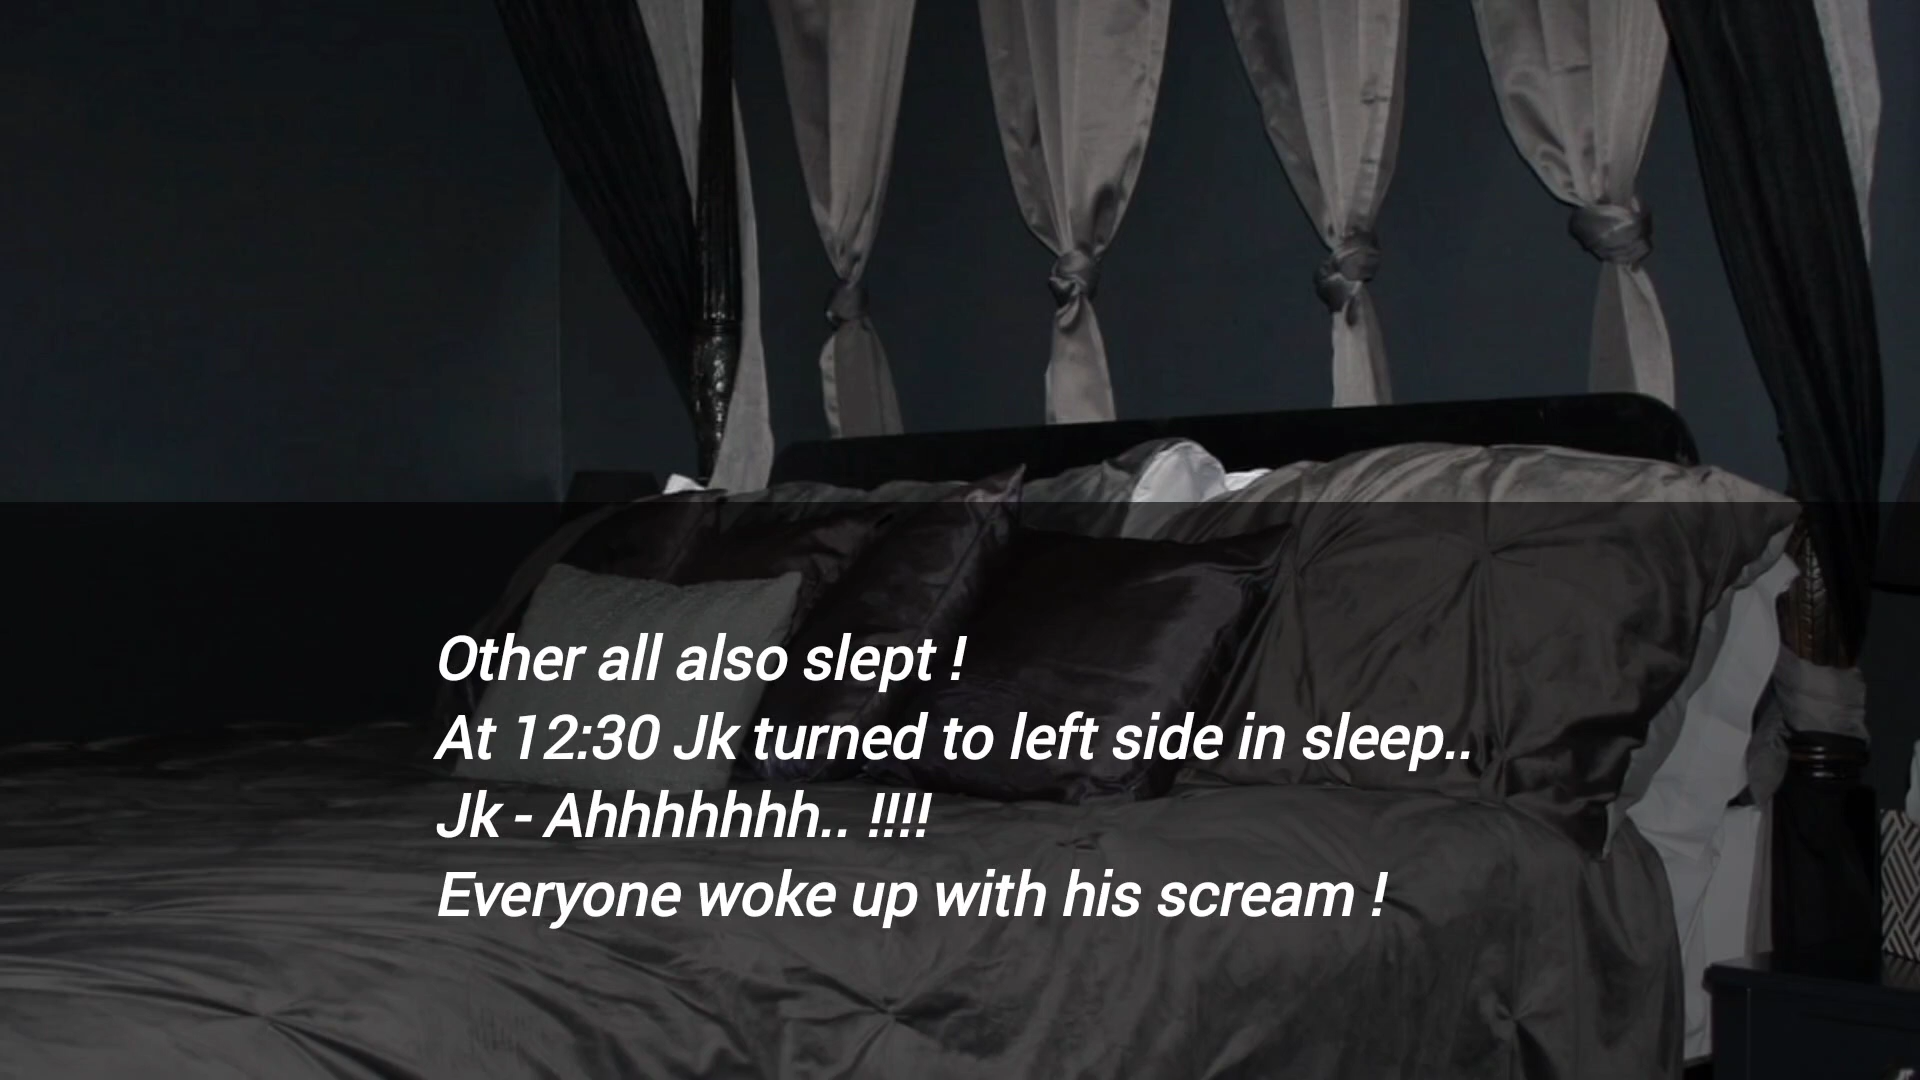 Other all also slept !
At 12:30 Jk turned to left side in sleep..
Jk - Ahhhhhhh.. !!!!
Everyone woke up with his scream !